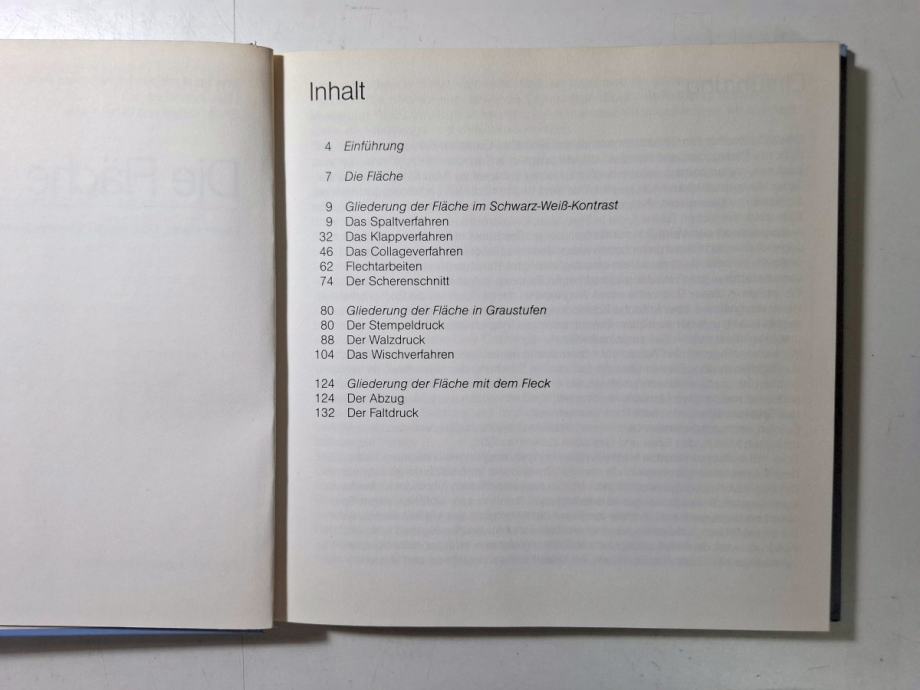 Inhalt
4 Einführung
7 Die Fläche
9 Gliederung der Fläche im Schwarz-Weiß-Kontrast
9 Das Spaltverfahren
32 Das Klappverfahren
46 Das Collageverfahren
62 Flechtarbeiten
74 Der Scherenschnitt
80 Gliederung der Fläche in Graustufen
80 Der Stempeldruck
88 Der Walzdruck
104 Das Wischverfahren
124 Gliederung der Fläche mit dem Fleck
124 Der Abzug
132 Der Faltdruck